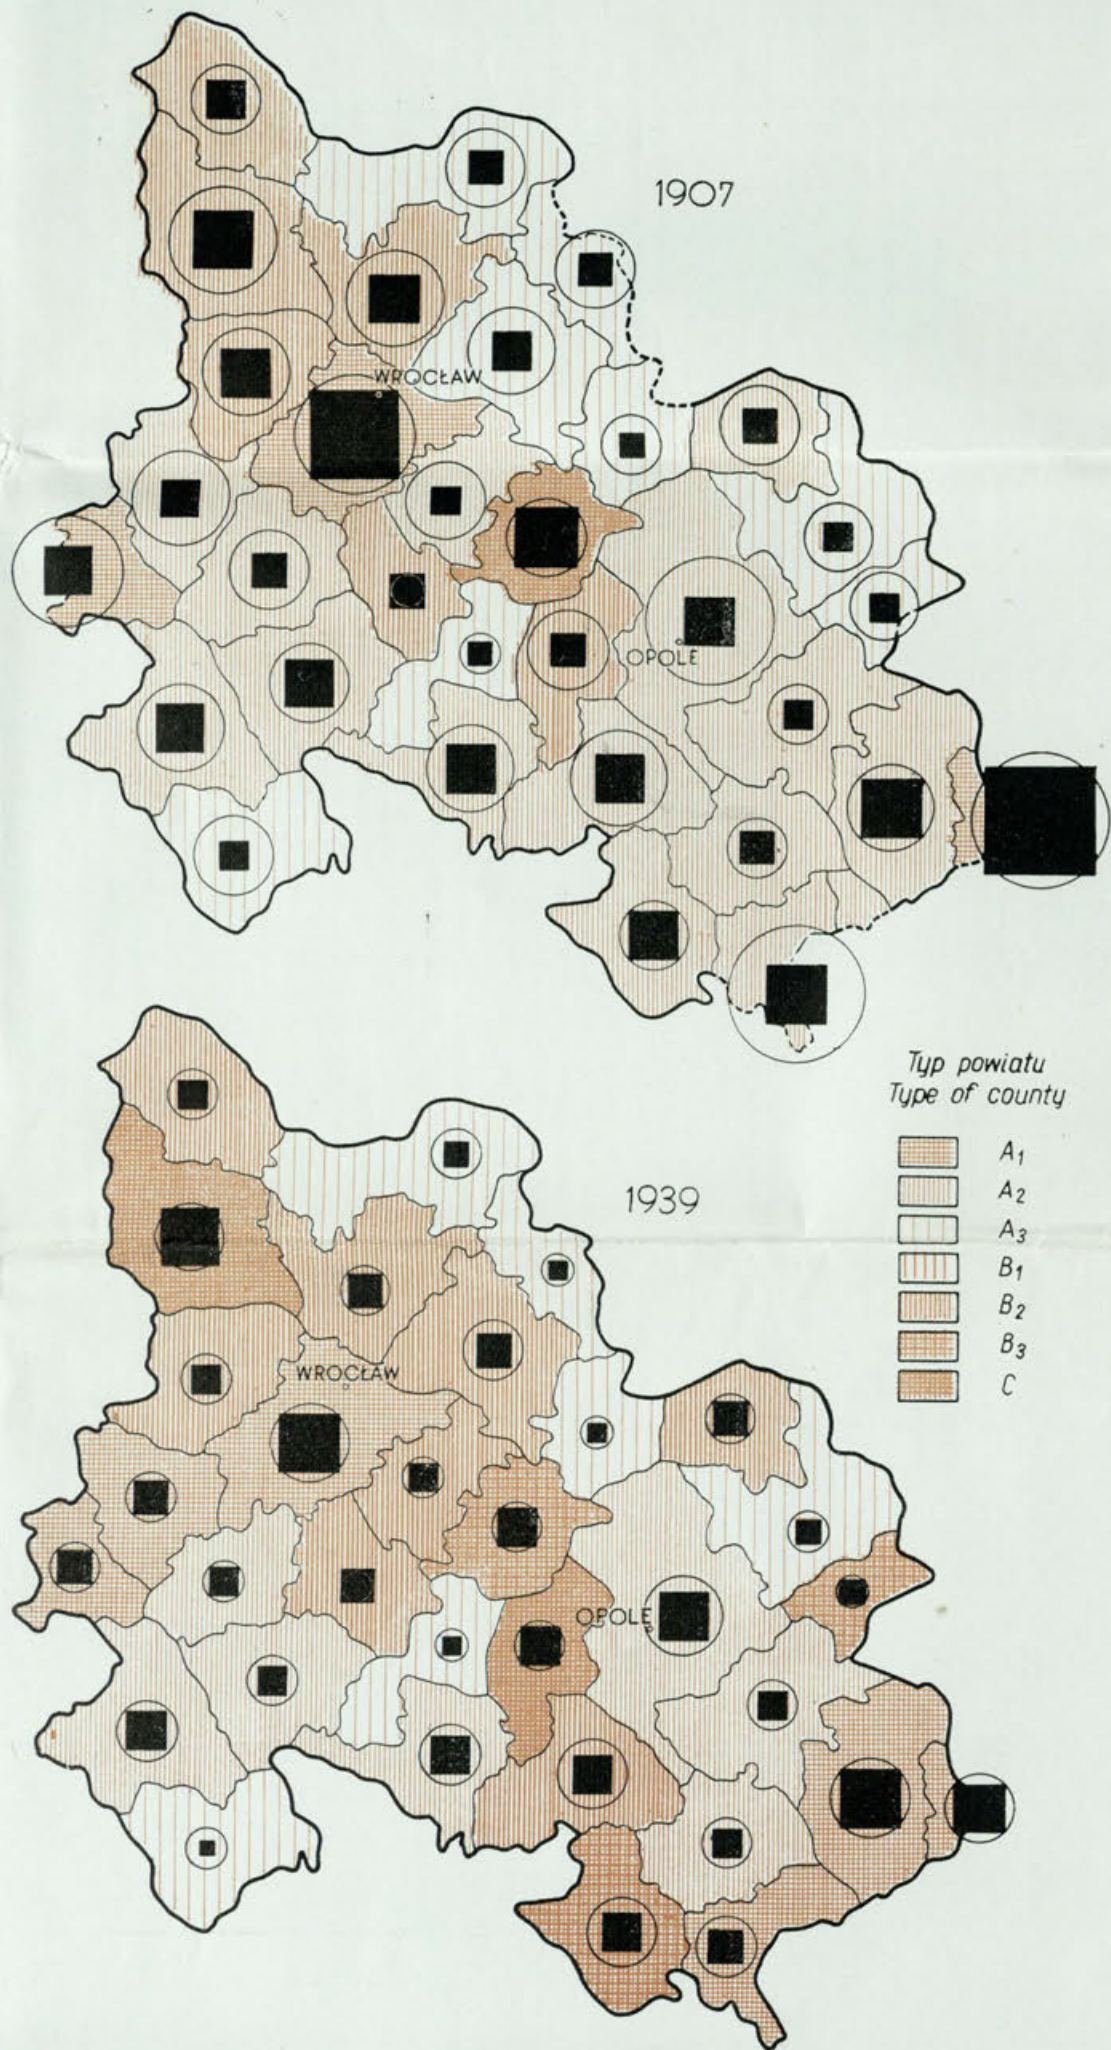 1907
WROCŁAW
OPOLE
Typ powiatu
Type of county
A1
A2
A3
B1
B2
B3
C
1939
WROCŁAW
OPOLE